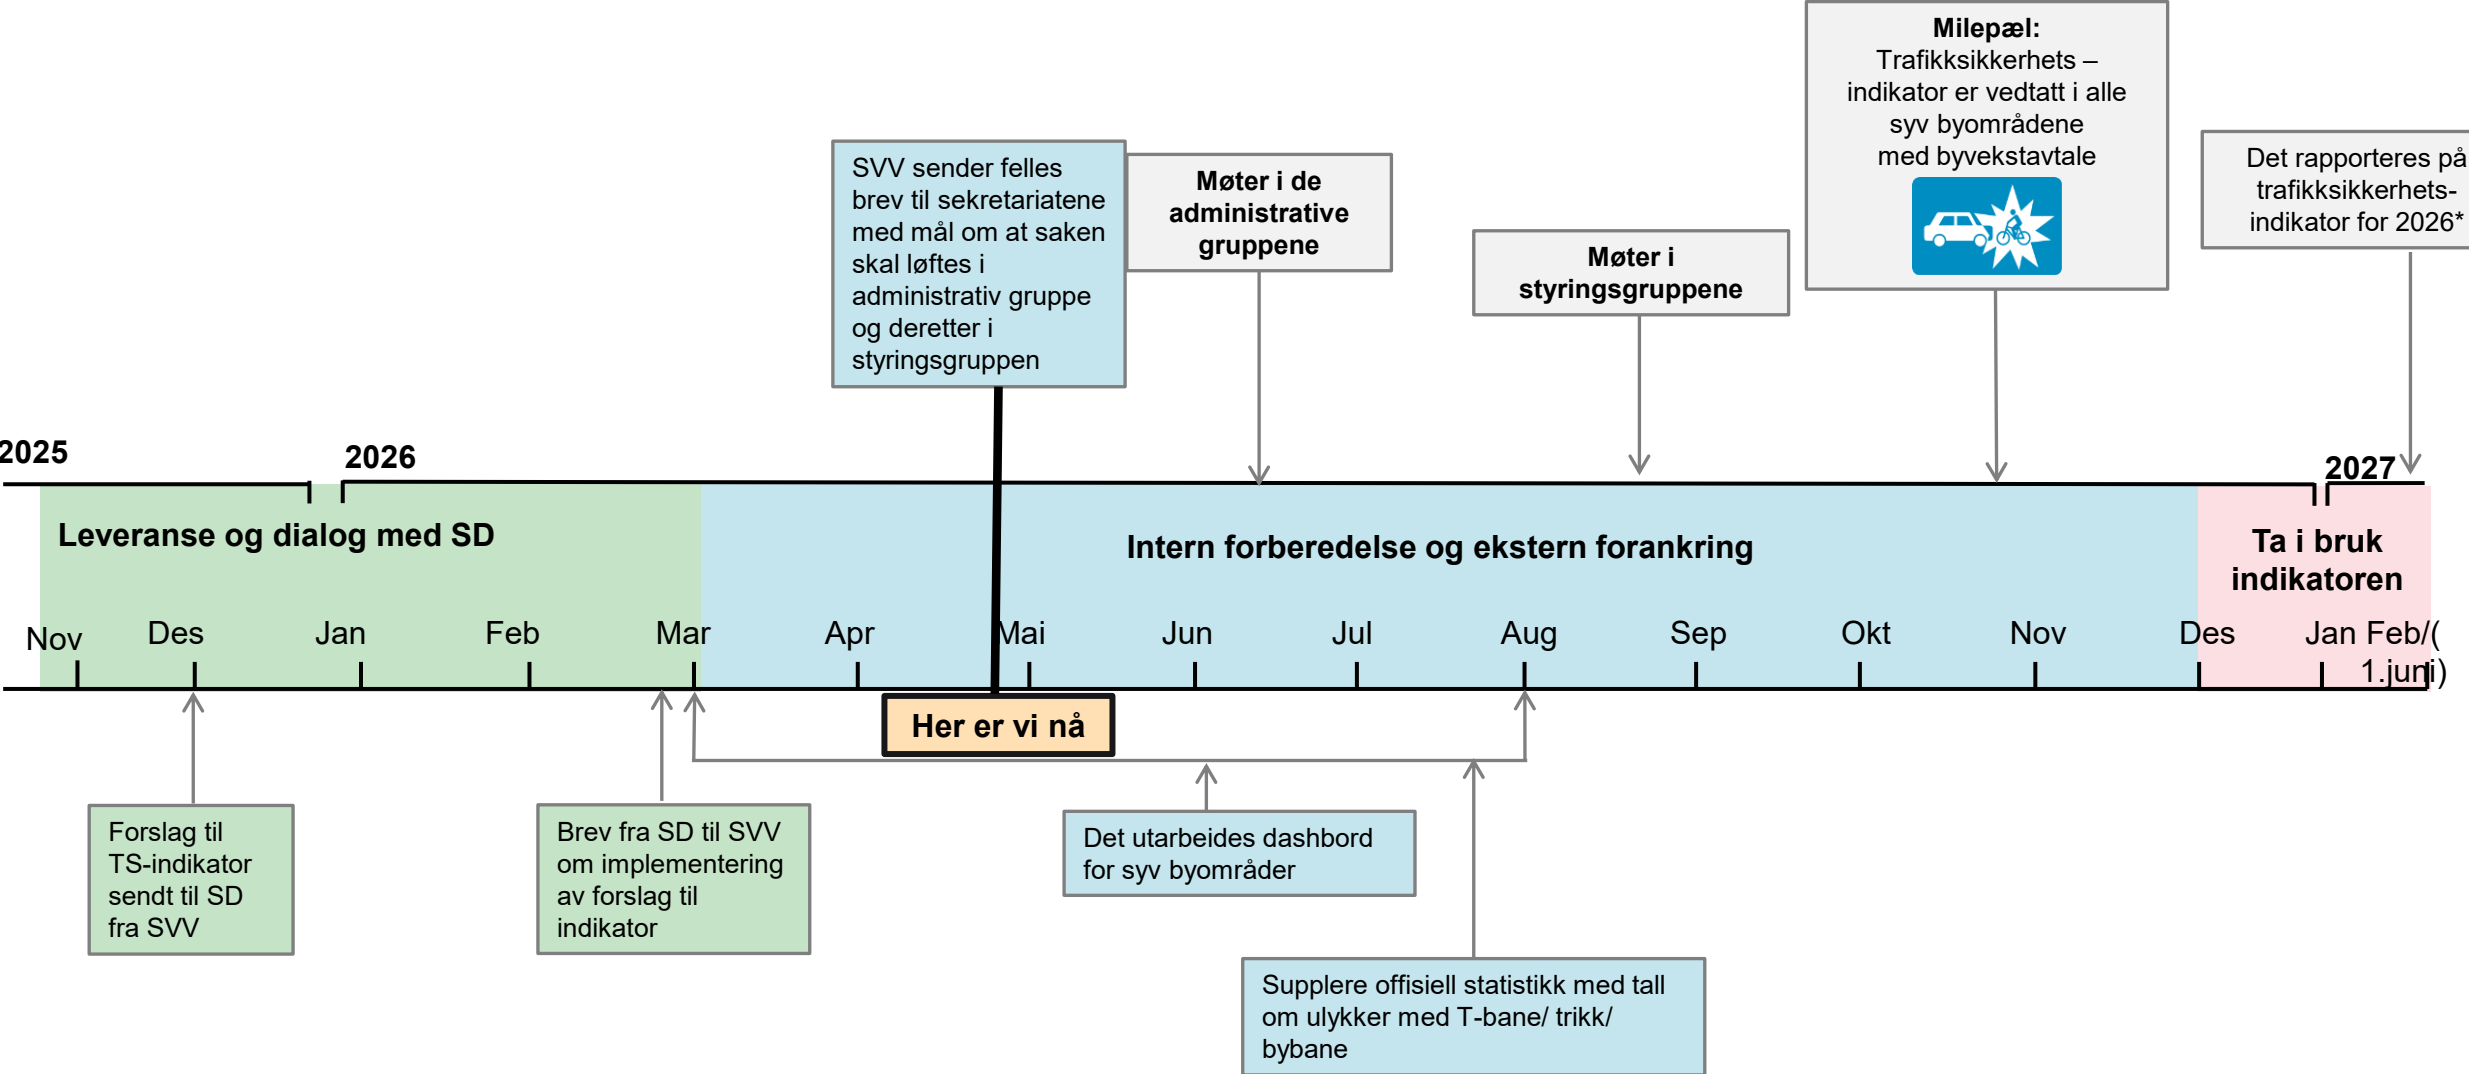 Milepæl:
Trafikksikkerhets –
indikator er vedtatt i alle
syv byområdene
med byvekstavtale
SVV sender felles
brev til sekretariatene
med mål om at saken
skal løftes i
administrativ gruppe
og deretter i
styringsgruppen
Møter i de
administrative
gruppene
Møter i
styringsgruppene
Det rapporteres på
trafikksikkerhets-
indikator for 2026*
2025
2026
2027
Leveranse og dialog med SD
Intern forberedelse og ekstern forankring
Ta i bruk
indikatoren
Nov
Des
Jan
Feb
Mar
Apr
Mai
Jun
Jul
Aug
Sep
Okt
Nov
Des
Jan
Feb/(
1.juni)
Her er vi nå
Forslag til
TS-indikator
sendt til SD
fra SVV
Brev fra SD til SVV
om implementering
av forslag til
indikator
Det utarbeides dashbord
for syv byområder
Supplere offisiell statistikk med tall
om ulykker med T-bane/ trikk/
bybane